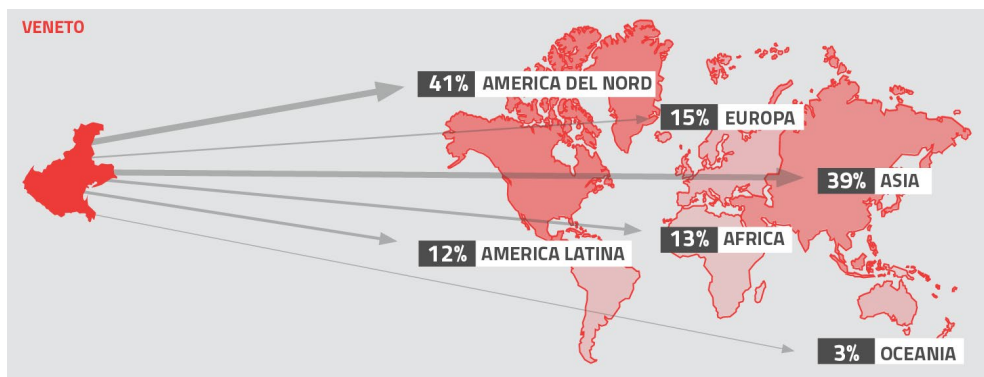 VENETO
41% AMERICA DEL NORD
15% EUROPA
39% ASIA
13% AFRICA
12% AMERICA LATINA
3% OCEANIA